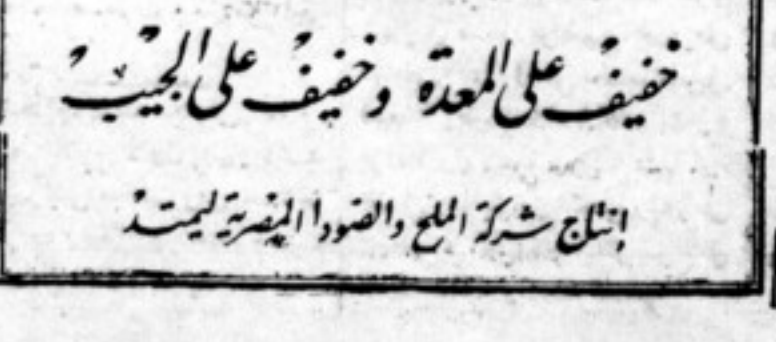 خفيف على المعدة وخفيف على الجيب
إنتاج شركة الملح والصودا المصرية ليمتد